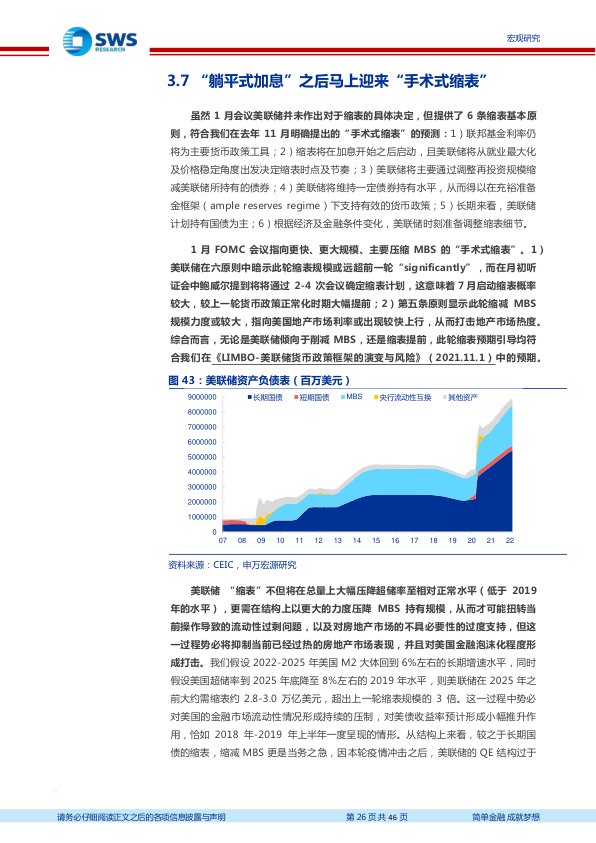 SWS
RESEARCH
宏观研究
3.7 “躺平式加息”之后马上迎来“手术式缩表”
虽然 1 月会议美联储并未作出对于缩表的具体决定，但提供了 6 条缩表基本原
则，符合我们在去年 11 月明确提出的“手术式缩表”的预测：1）联邦基金利率仍
将为主要货币政策工具；2）缩表将在加息开始之后启动，且美联储将从就业最大化
及价格稳定角度出发决定缩表时点及节奏；3）美联储将主要通过调整再投资规模缩
减美联储所持有的债券；4）美联储将维持一定债券持有水平，从而得以在充裕准备
金框架（ample reserves regime）下支持有效的货币政策；5）长期来看，美联储
计划持有国债为主；6）根据经济及金融条件变化，美联储时刻准备调整缩表细节。
1 月 FOMC 会议指向更快、更大规模、主要压缩 MBS 的“手术式缩表”。1）
美联储在六原则中暗示此轮缩表规模或远超前一轮“significantly”，而在月初听
证会中鲍威尔提到将将通过 2-4 次会议确定缩表计划，这意味着 7 月启动缩表概率
较大，较上一轮货币政策正常化时期大幅提前；2）第五条原则显示此轮缩减 MBS
规模力度或较大，指向美国地产市场利率或出现较快上行，从而打击地产市场热度。
综合而言，无论是美联储倾向于削减 MBS，还是缩表提前，此轮缩表预期引导均符
合我们在《LIMBO-美联储货币政策框架的演变与风险》（2021.11.1）中的预期。
图 43：美联储资产负债表（百万美元）
长期国债 短期国债 MBS 央行流动性互换 其他资产
9000000
8000000
7000000
6000000
5000000
4000000
3000000
2000000
1000000
0
07 08 09 10 11 12 13 14 15 16 17 18 19 20 21 22
资料来源：CEIC，申万宏源研究
美联储 “缩表”不但将在总量上大幅压降超储率至相对正常水平（低于 2019
年的水平），更需在结构上以更大的力度压降 MBS 持有规模，从而才可能扭转当
前操作导致的流动性过剩问题，以及对房地产市场的不具必要性的过度支持，但这
一过程势必将抑制当前已经过热的房地产市场表现，并且对美国金融泡沫化程度形
成打击。我们假设 2022-2025 年美国 M2 大体回到 6%左右的长期增速水平，同时
假设美国超储率到 2025 年底降至 8%左右的 2019 年水平，则美联储在 2025 年之
前大约需缩表约 2.8-3.0 万亿美元，超出上一轮缩表规模的 3 倍。这一过程中势必
对美国的金融市场流动性情况形成持续的压制，对美债收益率预计形成小幅推升作
用，恰如 2018 年-2019 年上半年一度呈现的情形。从结构上来看，较之于长期国
债的缩表，缩减 MBS 更是当务之急，因本轮疫情冲击之后，美联储的 QE 结构过于
请务必仔细阅读正文之后的各项信息披露与声明 第 26 页 共 46 页 简单金融 成就梦想